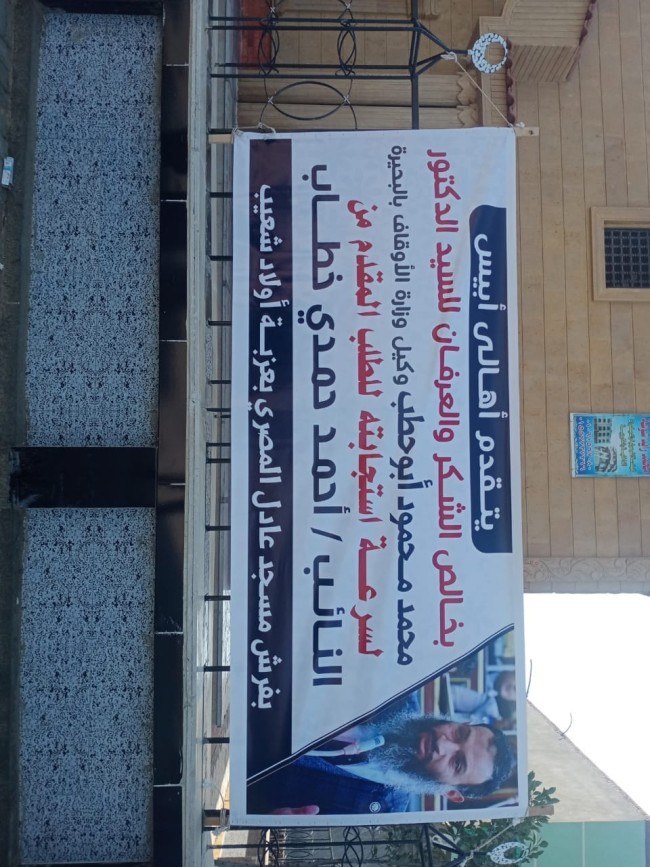 يتقدم أهالى أبيس
بخالص الشكر والعرفان للسيد الدكتور
محمد محمود أبوحطب وكيل وزارة الأوقاف بالبحيرة
لسرعة استجابته للطلب المقدم من
النائب / أحمد حمدي خطاب
بفرش مسجد عادل المصري بعزبة أولاد شعيب